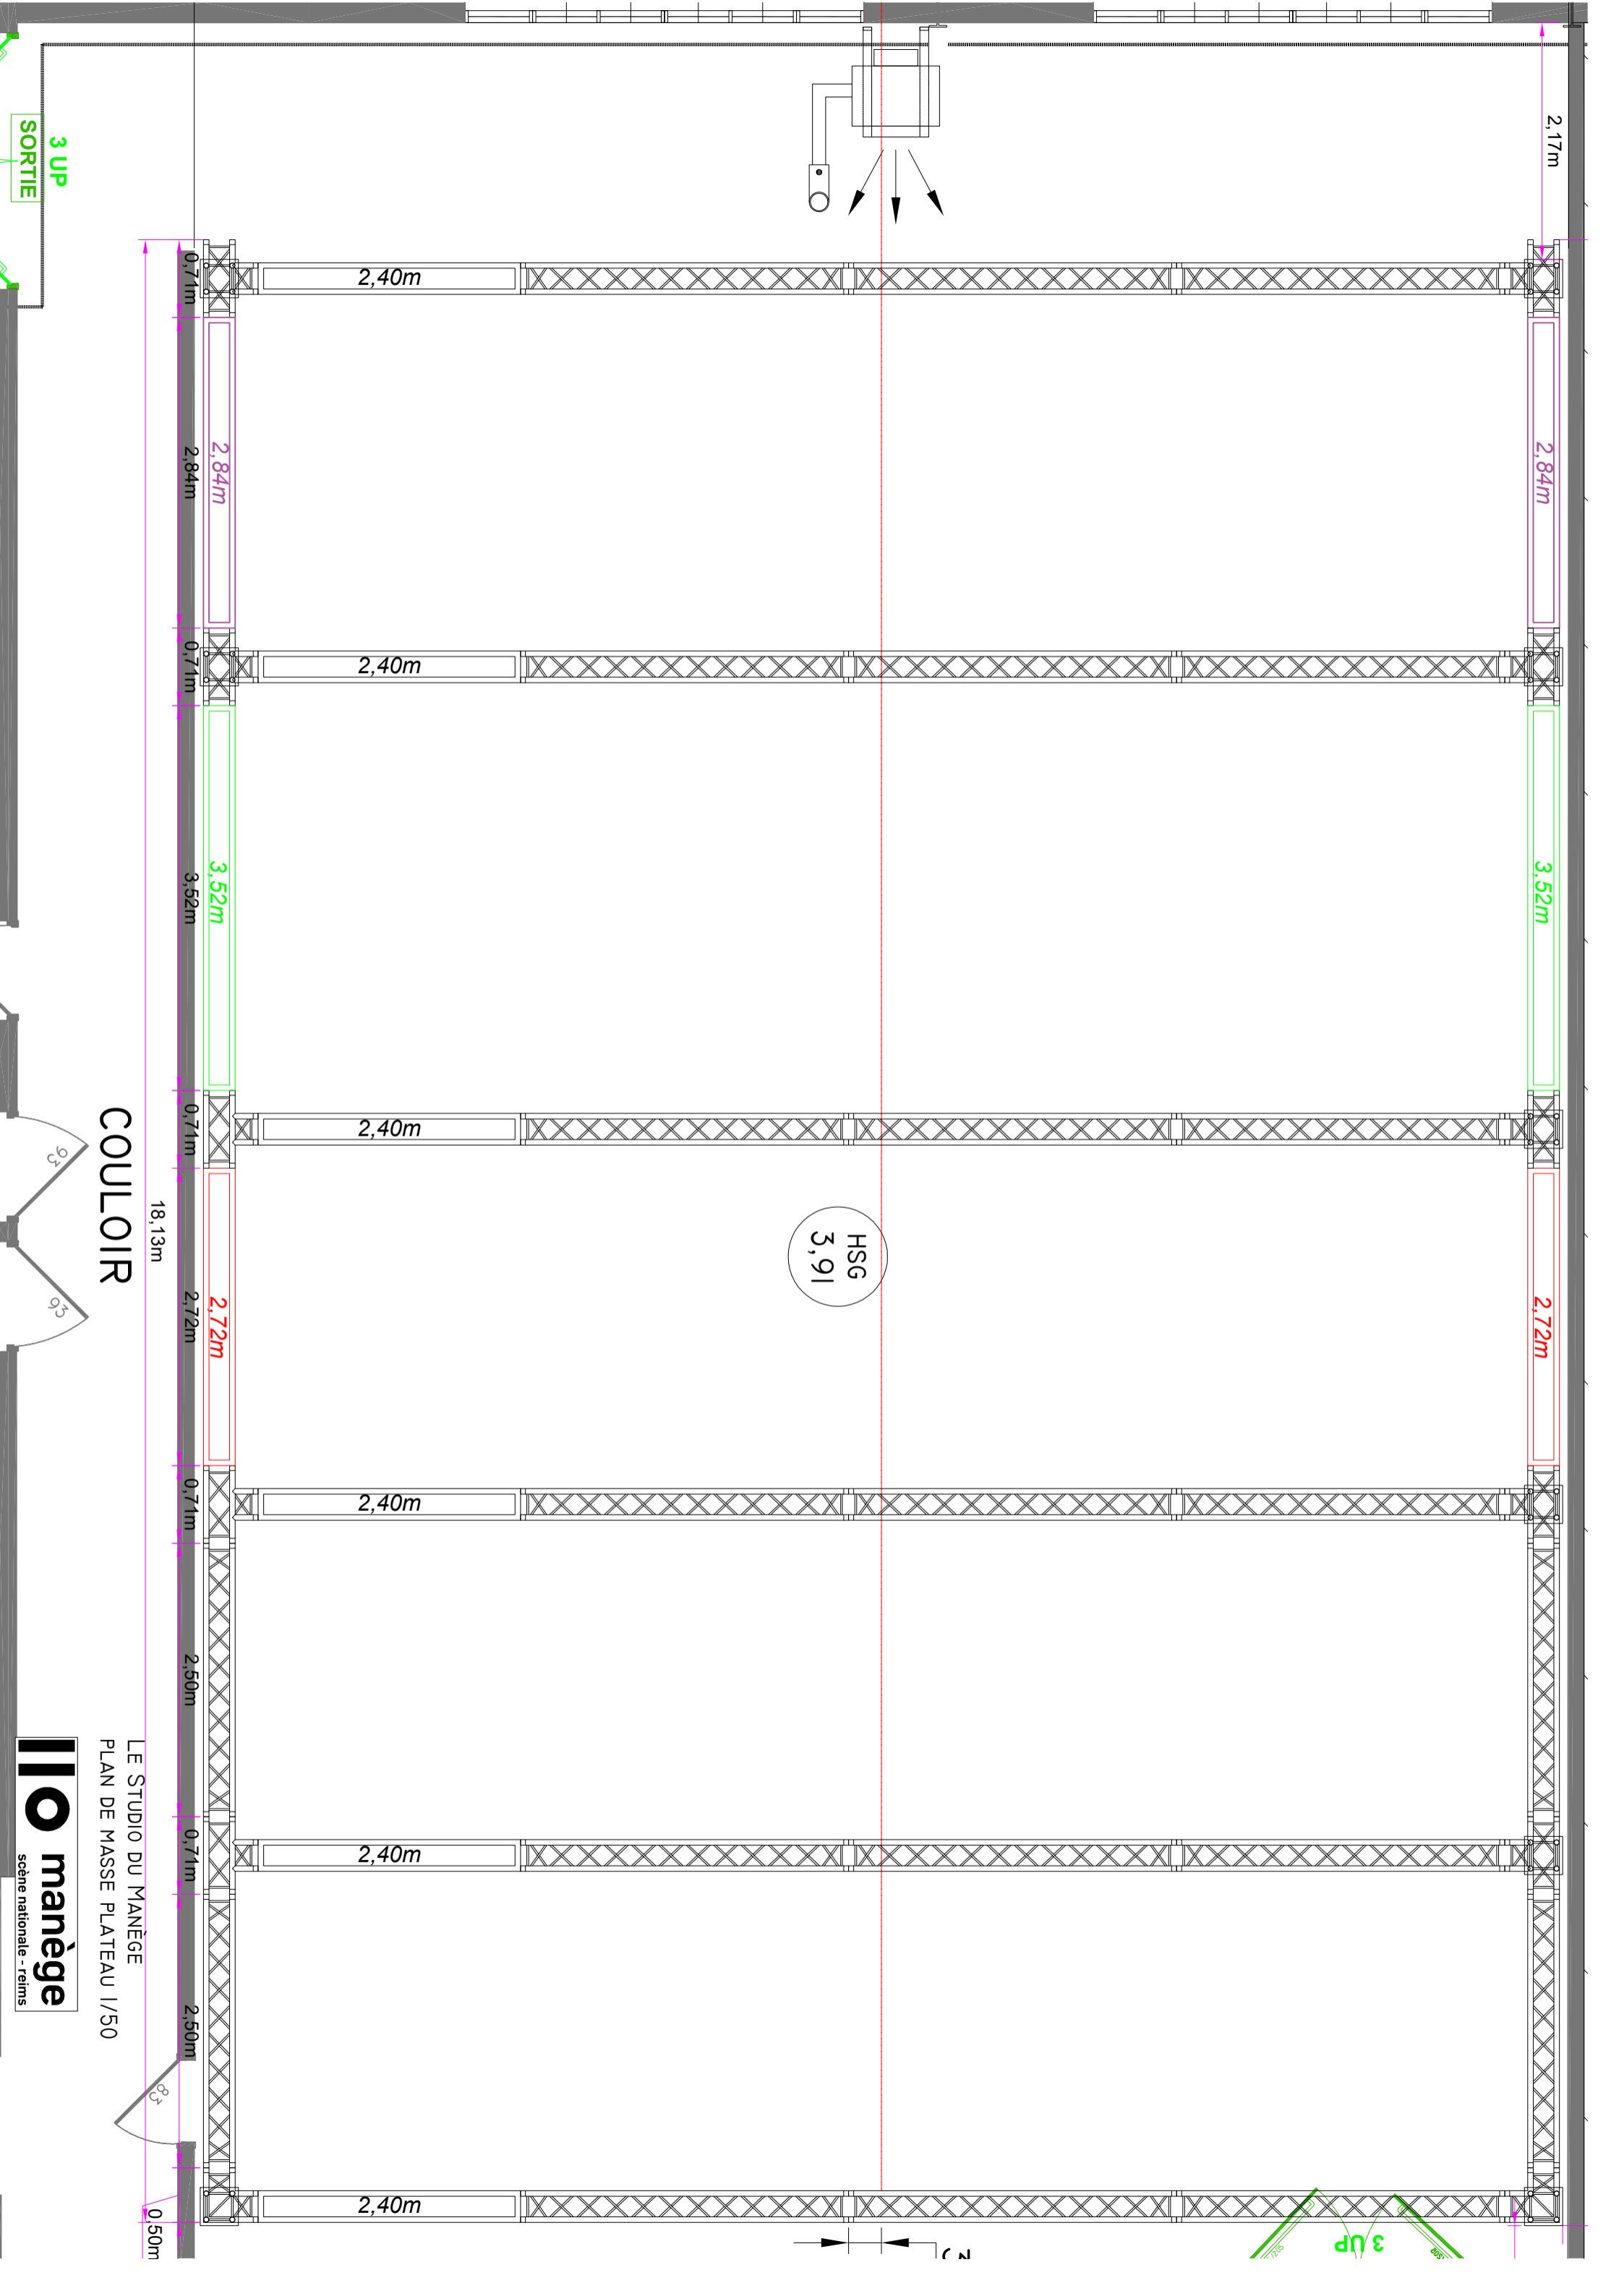 2,17m
3 UP
SORTIE
0,71m
2,40m
2,84m
2,84m
2,84m
0,71m
2,40m
3,52m
3,52m
3,52m
0,71m
2,40m
COULOIR
93
93
18,13m
HSG
3,91
2,72m
2,72m
2,72m
0,71m
2,40m
2,50m
0,71m
2,40m
2,50m
LE STUDIO DU MANÈGE
PLAN DE MASSE PLATEAU 1/50
manège
scène nationale - reims
83
0,50m
2,40m
3 UP